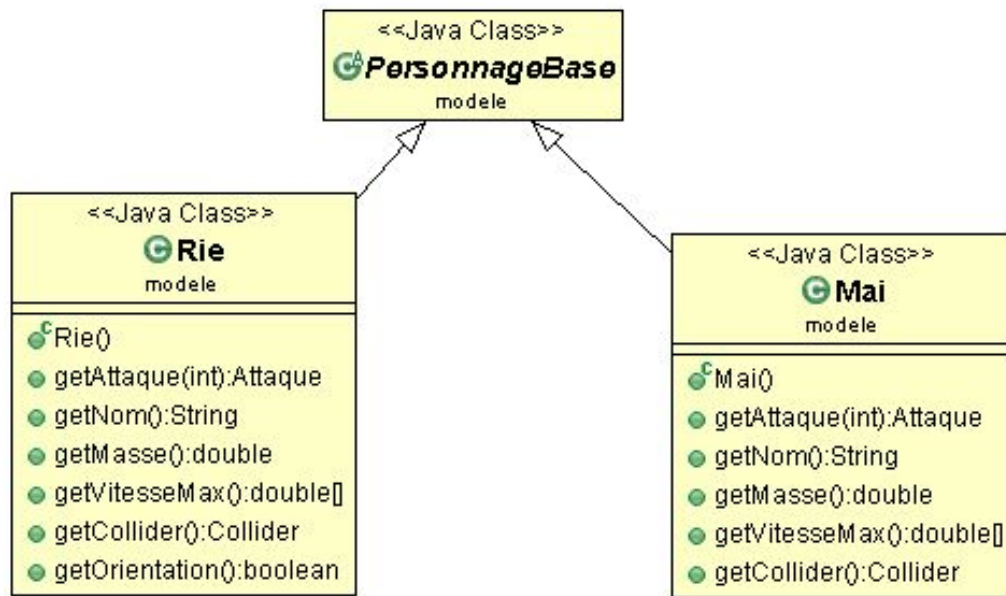 <<Java Class>>
PersonnageBase
modele
<<Java Class>>
Rie
modele
Rie()
getAttaque(int):Attaque
getNom():String
getMasse():double
getVitesseMax():double[]
getCollider():Collider
getOrientation():boolean
<<Java Class>>
Mai
modele
Mai()
getAttaque(int):Attaque
getNom():String
getMasse():double
getVitesseMax():double[]
getCollider():Collider